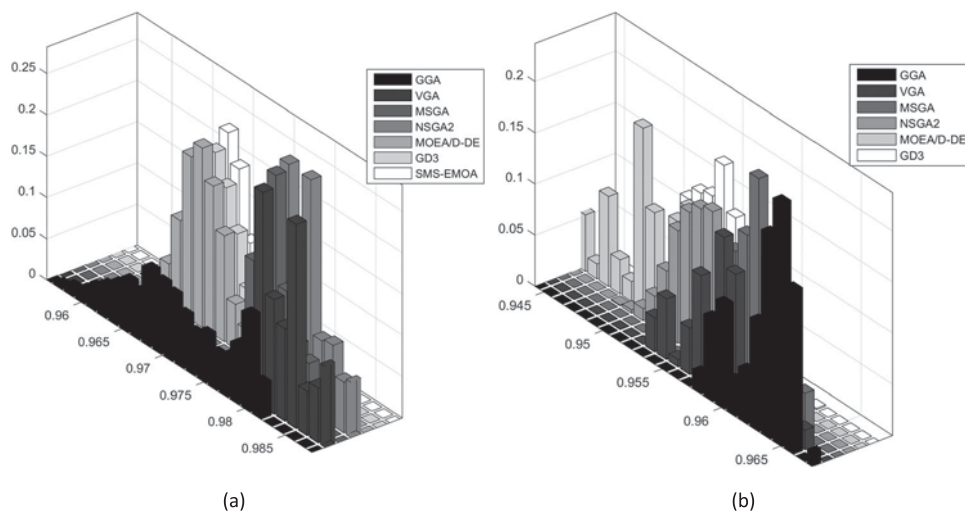 0.25
0.2
0.15
0.1
0.05
0
0.96
0.965
0.97
0.975
0.98
0.985
GGA
VGA
MSGA
NSGA2
MOEA/D-DE
GD3
SMS-EMOA
(a)
0.2
0.15
0.1
0.05
0
0.945
0.95
0.955
0.96
0.965
GGA
VGA
MSGA
NSGA2
MOEA/D-DE
GD3
(b)